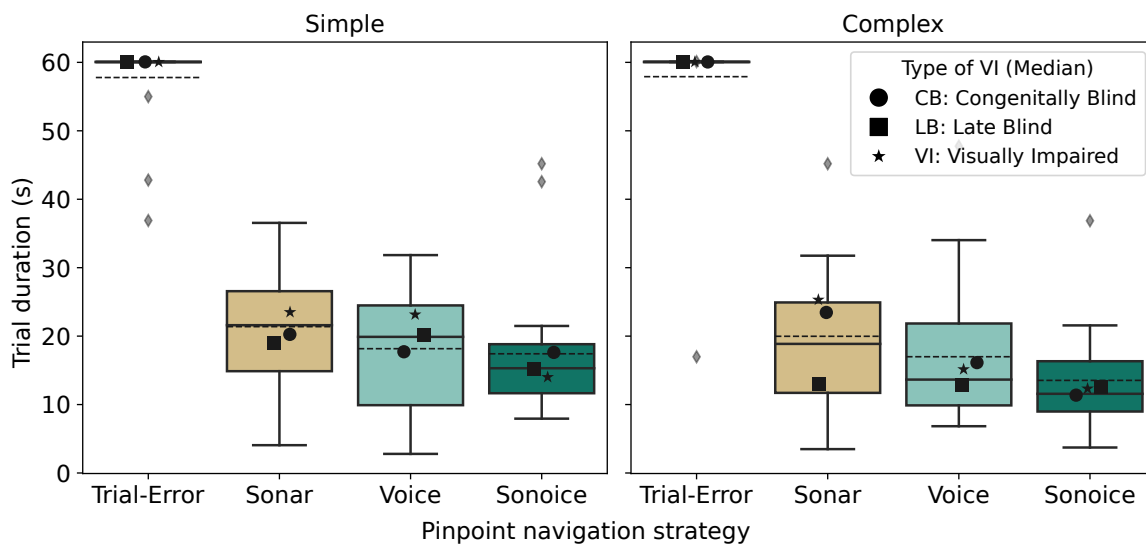 Simple
Complex
Trial duration (s)
60
50
40
30
20
10
0
Type of VI (Median)
CB: Congenitally Blind
LB: Late Blind
VI: Visually Impaired
Trial-Error Sonar Voice Sonoice
Trial-Error Sonar Voice Sonoice
Pinpoint navigation strategy